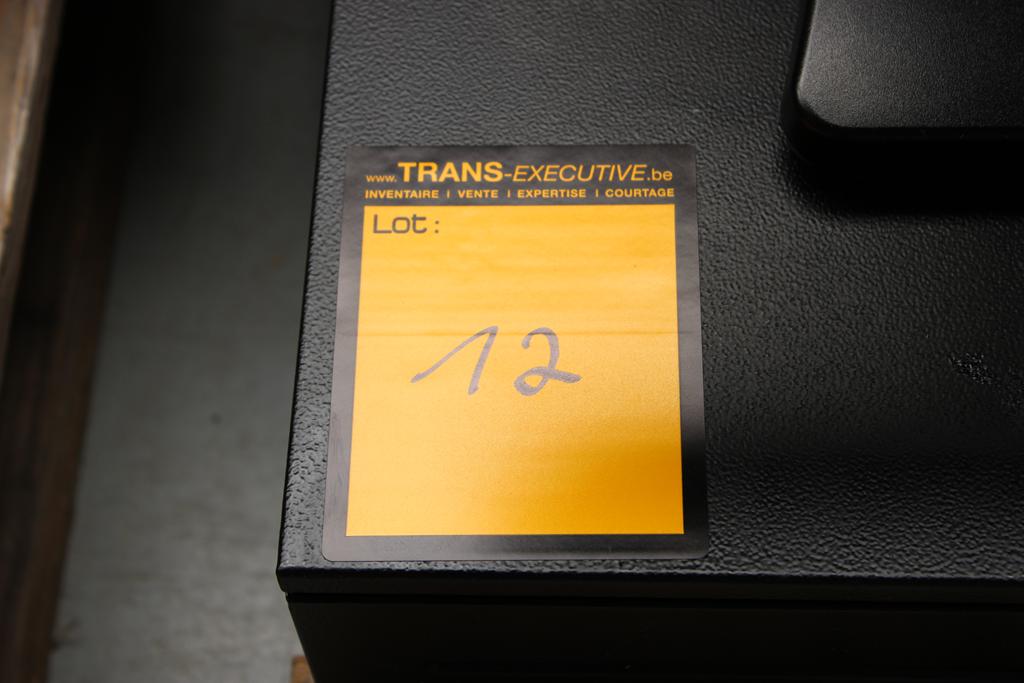 www.TRANS-EXECUTIVE.be
INVENTAIRE | VENTE | EXPERTISE | COURTAGE
Lot :
12